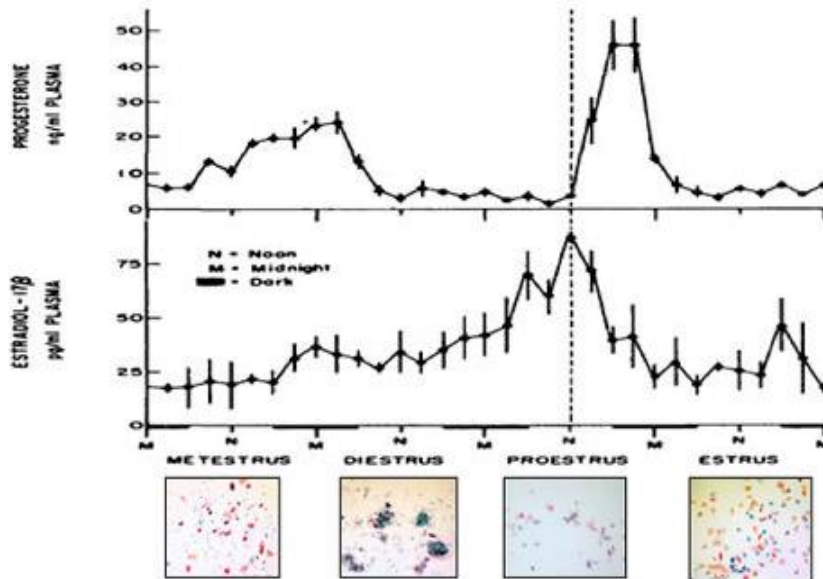 PROGESTERONE
ng/ml PLASMA
50
40
30
20
10
0
ESTRADIOL-17β
pg/ml PLASMA
75
50
25
0
N = Noon
M = Midnight
= Dark
M N M N M N M N M
METESTRUS DIESTRUS PROESTRUS ESTRUS